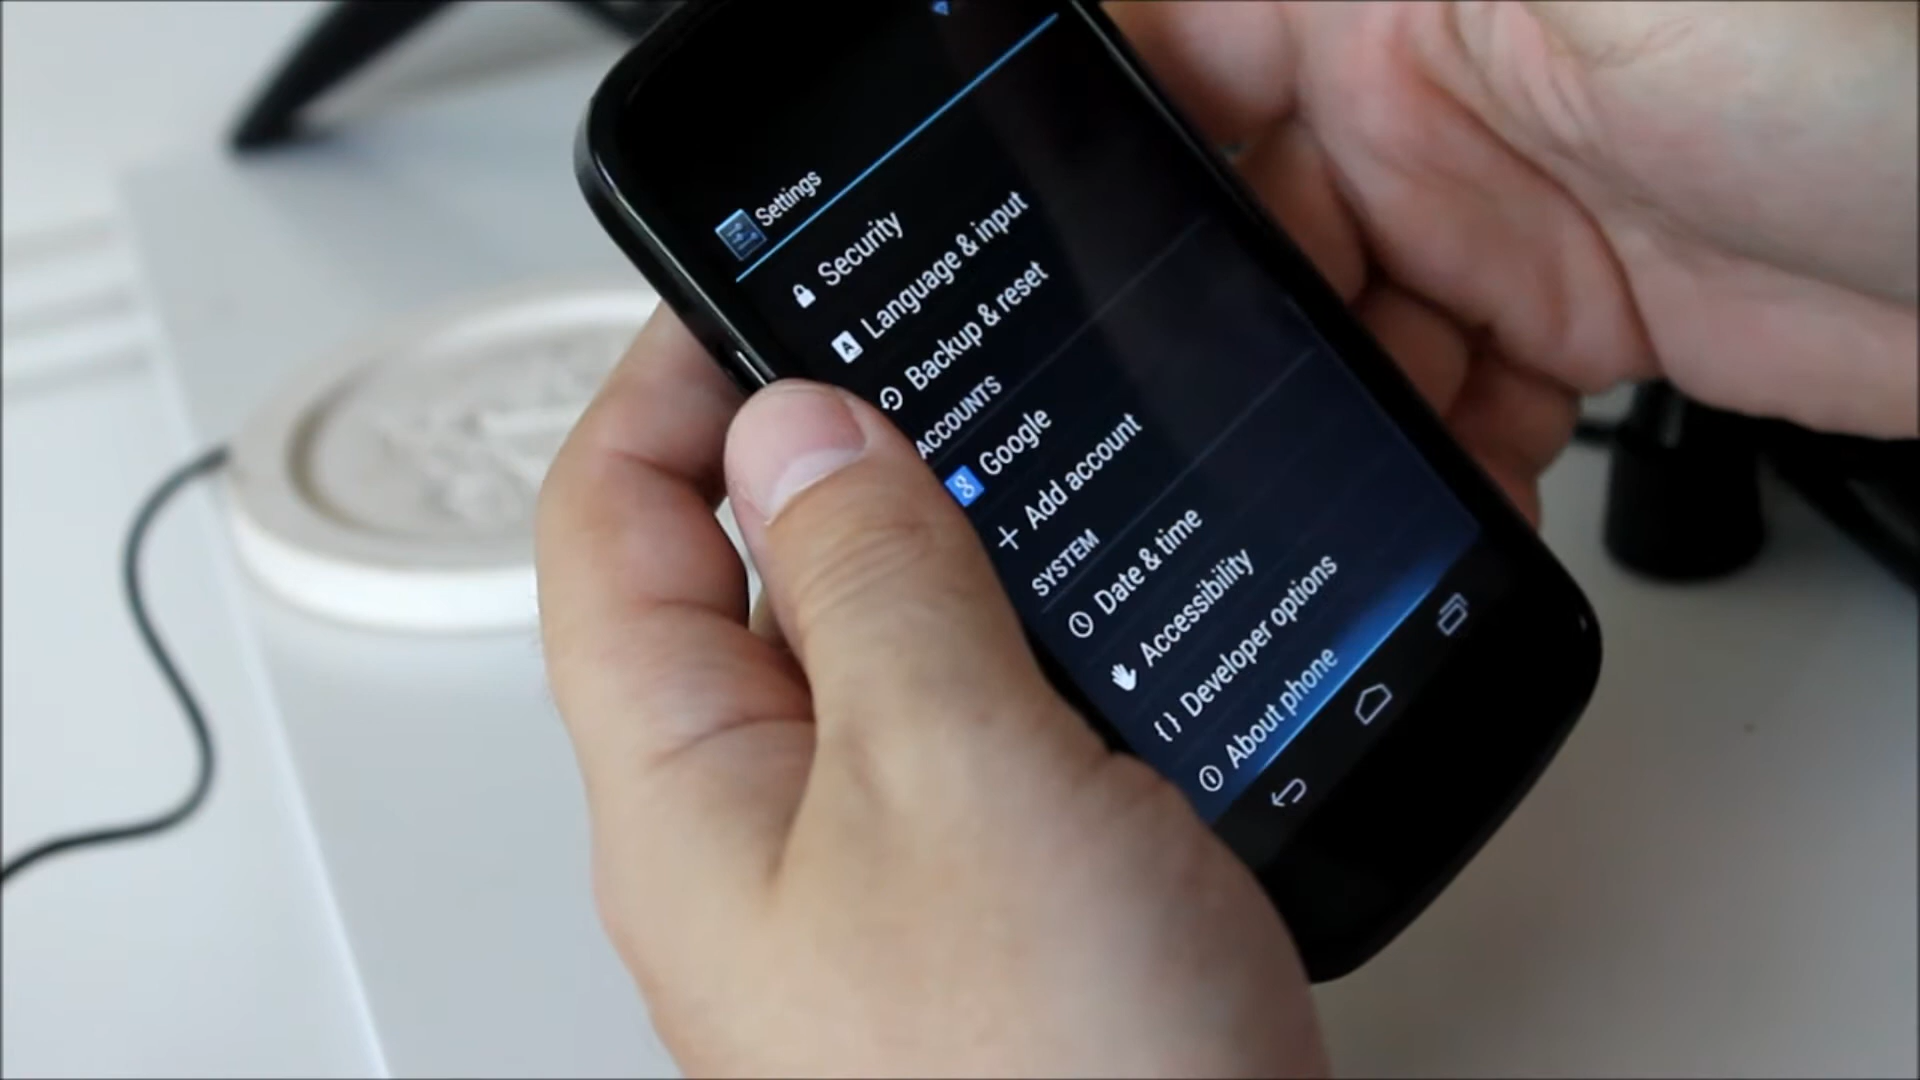 Settings
Security
Language & input
Backup & reset
ACCOUNTS
Google
Add account
SYSTEM
Date & time
Accessibility
{ } Developer options
About phone